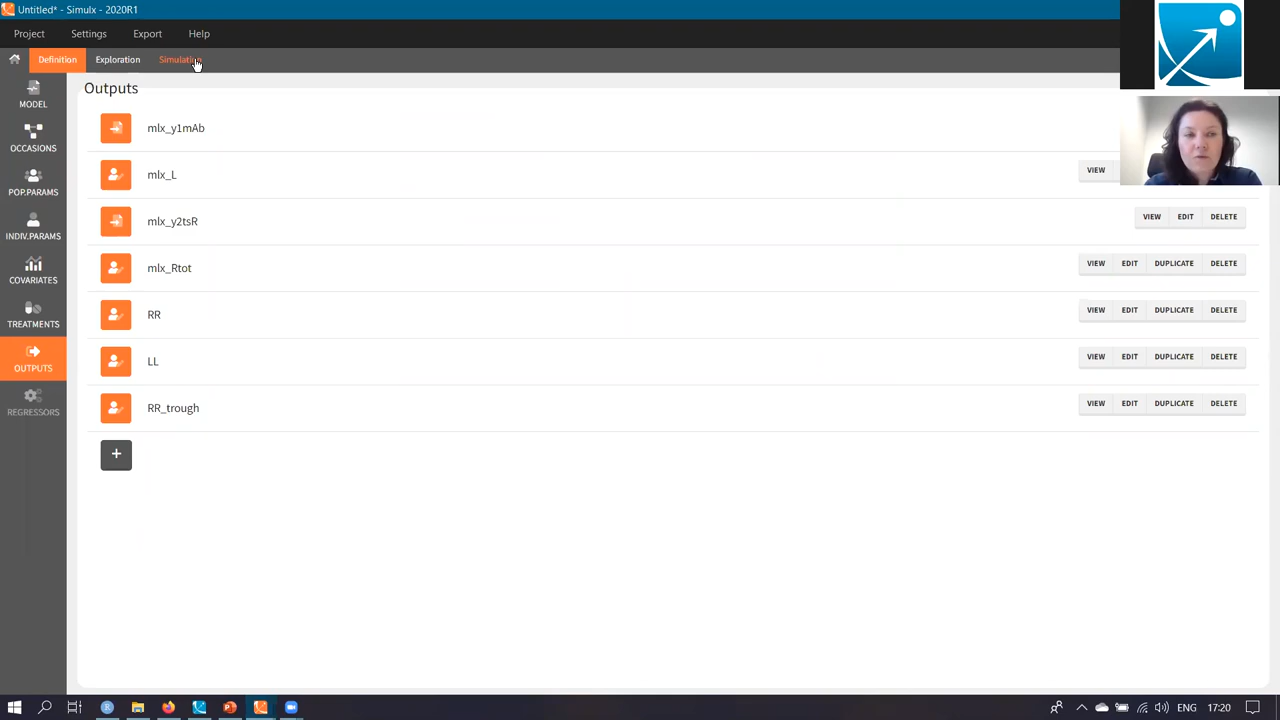 Untitled* - Simulx - 2020R1
Project Settings Export Help
Definition Exploration Simulation
MODEL
OCCASIONS
POP.PARAMS
INDIV.PARAMS
COVARIATES
TREATMENTS
OUTPUTS
REGRESSORS
Outputs
mlx_y1mAb
mlx_L VIEW
mlx_y2tsR VIEW EDIT DELETE
mlx_Rtot VIEW EDIT DUPLICATE DELETE
RR VIEW EDIT DUPLICATE DELETE
LL VIEW EDIT DUPLICATE DELETE
RR_trough VIEW EDIT DUPLICATE DELETE
+
ENG 17:20